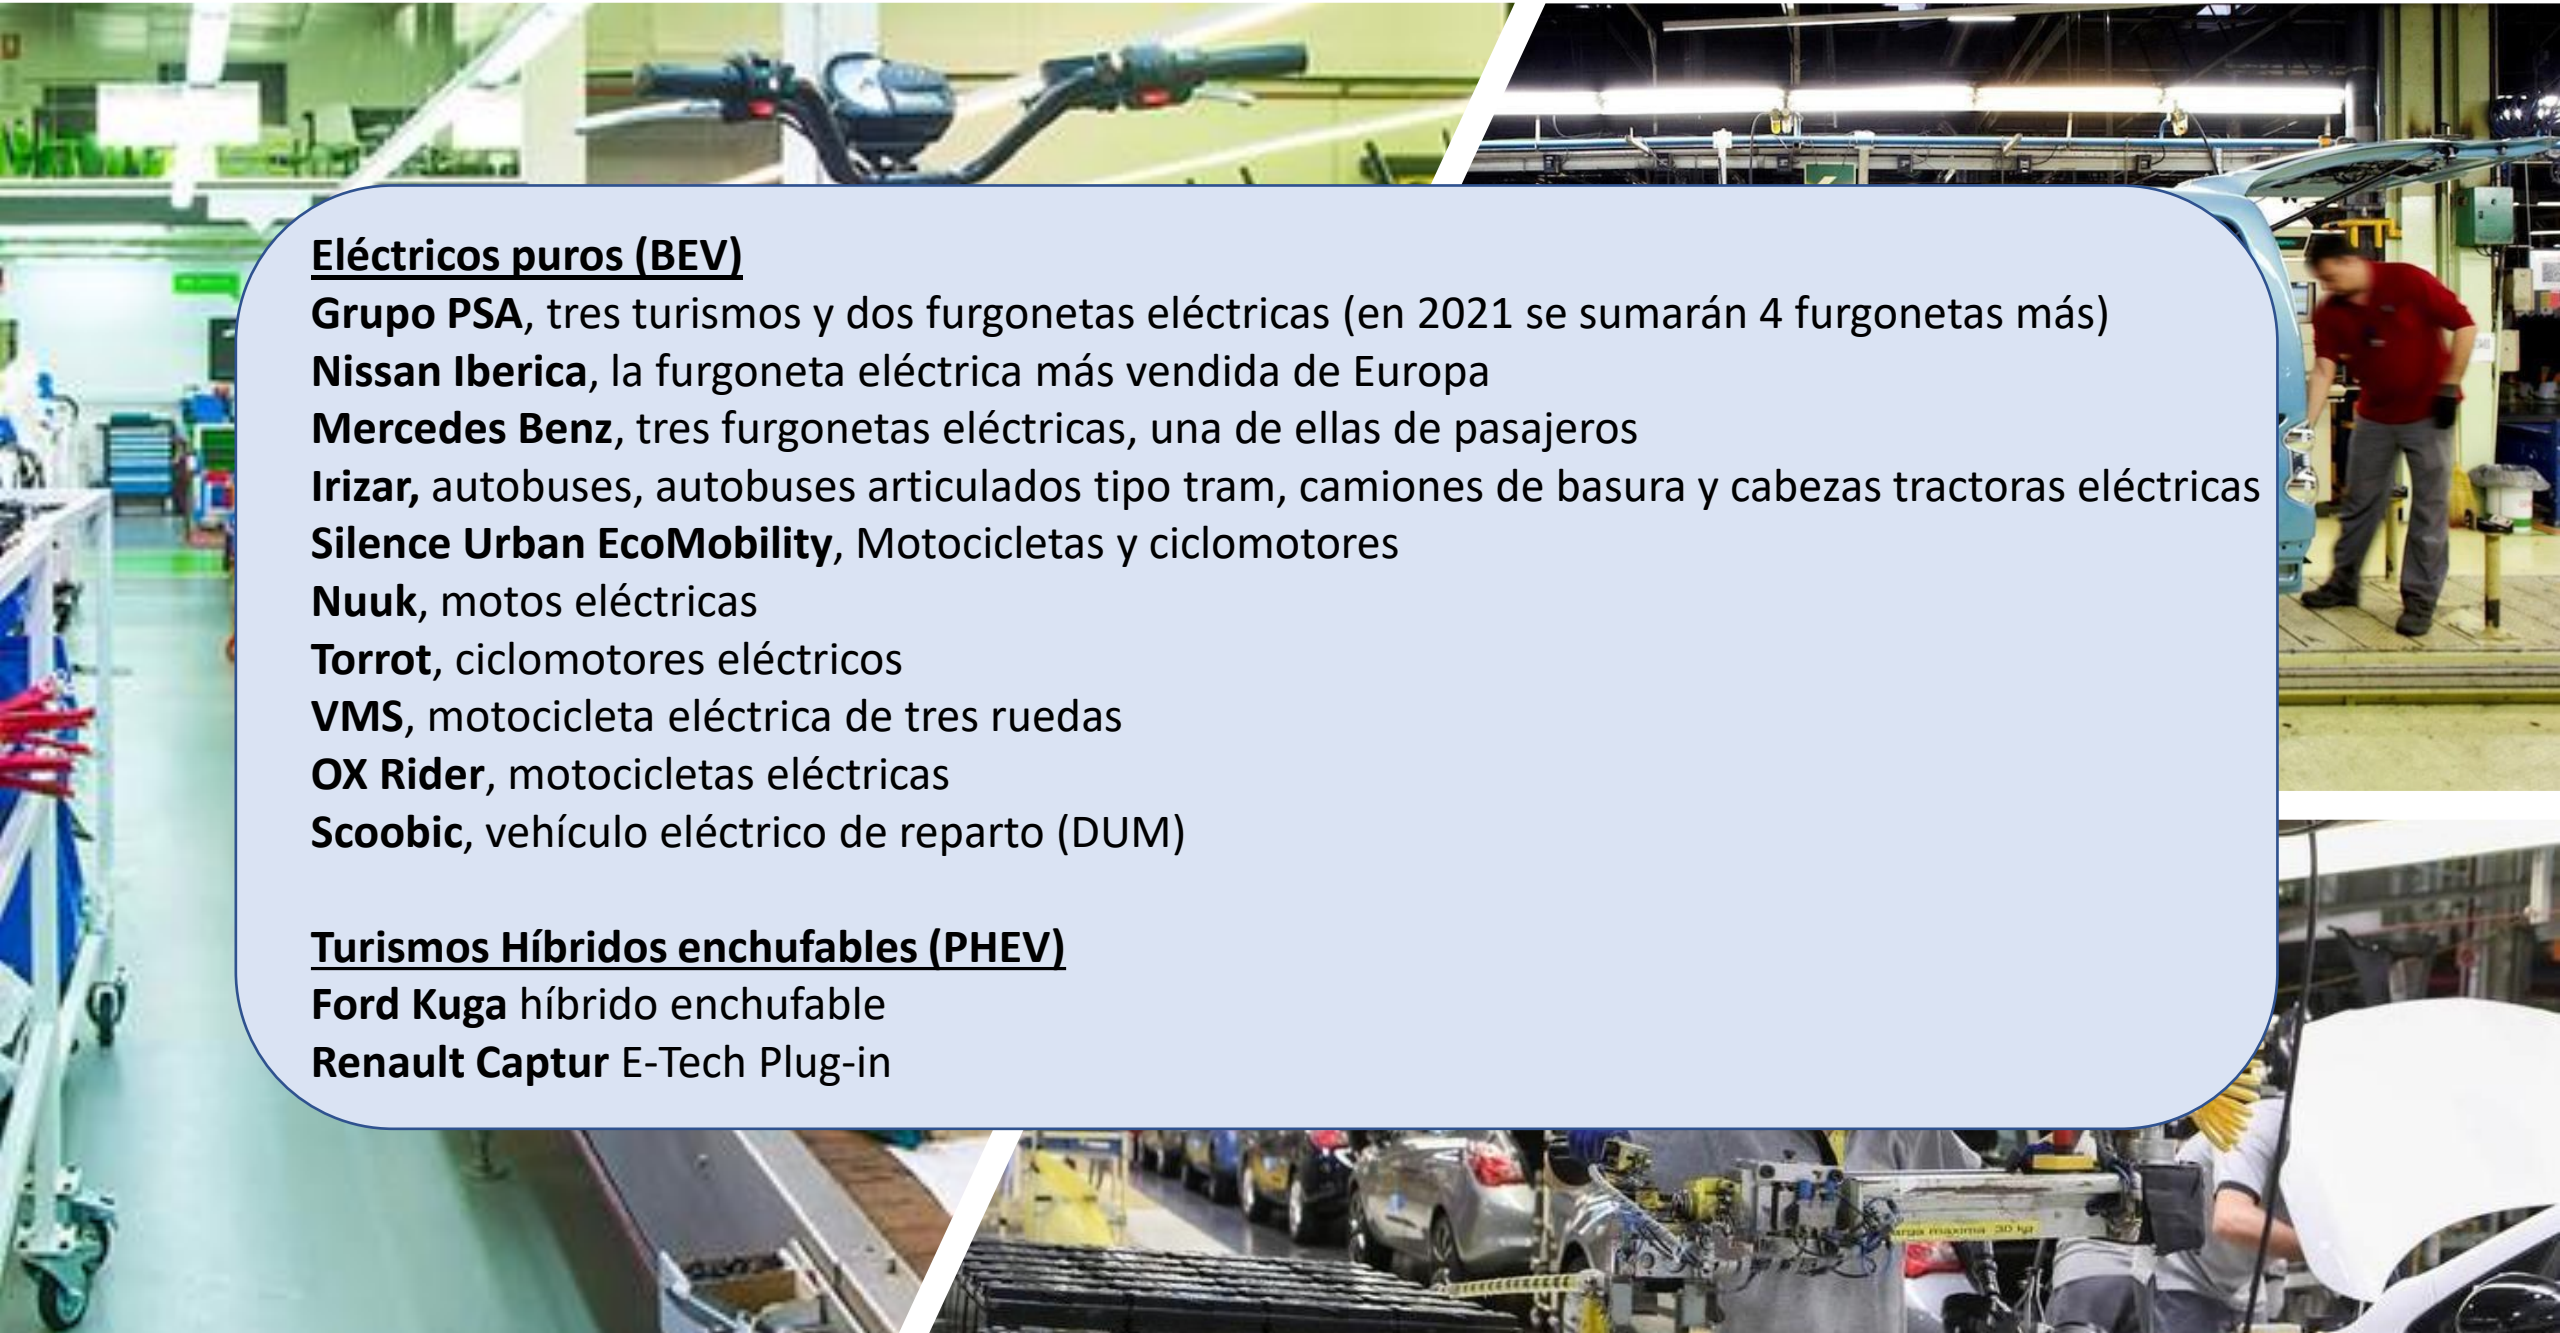 Eléctricos puros (BEV)
Grupo PSA, tres turismos y dos furgonetas eléctricas (en 2021 se sumarán 4 furgonetas más)
Nissan Iberica, la furgoneta eléctrica más vendida de Europa
Mercedes Benz, tres furgonetas eléctricas, una de ellas de pasajeros
Irizar, autobuses, autobuses articulados tipo tram, camiones de basura y cabezas tractoras eléctricas
Silence Urban EcoMobility, Motocicletas y ciclomotores
Nuuk, motos eléctricas
Torrot, ciclomotores eléctricos
VMS, motocicleta eléctrica de tres ruedas
OX Rider, motocicletas eléctricas
Scoobic, vehículo eléctrico de reparto (DUM)
Turismos Híbridos enchufables (PHEV)
Ford Kuga híbrido enchufable
Renault Captur E-Tech Plug-in
arga maxima 30 kg